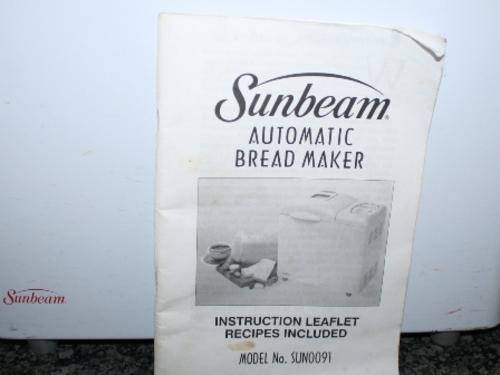 Sunbeam
AUTOMATIC
BREAD MAKER
INSTRUCTION LEAFLET
RECIPES INCLUDED
MODEL No. SUN0091
Sunbeam